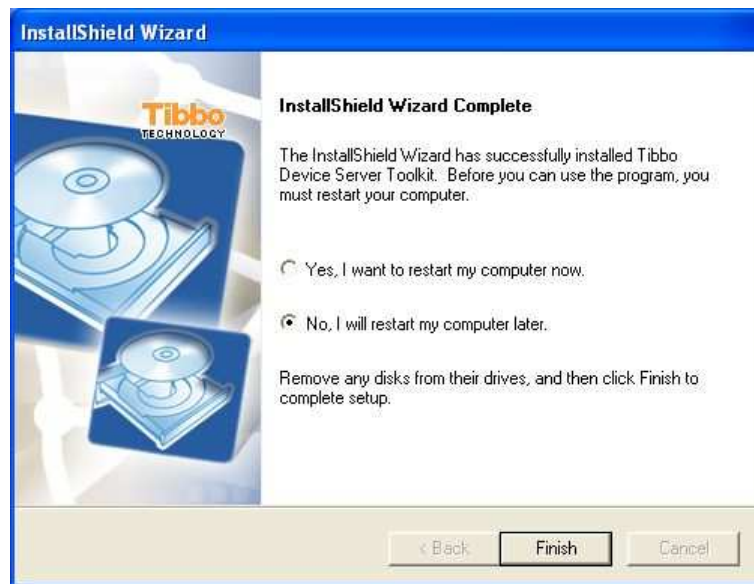 InstallShield Wizard
Tibbo
TECHNOLOGY
InstallShield Wizard Complete
The InstallShield Wizard has successfully installed Tibbo
Device Server Toolkit. Before you can use the program, you
must restart your computer.
Yes, I want to restart my computer now.
No, I will restart my computer later.
Remove any disks from their drives, and then click Finish to
complete setup.
< Back Finish Cancel